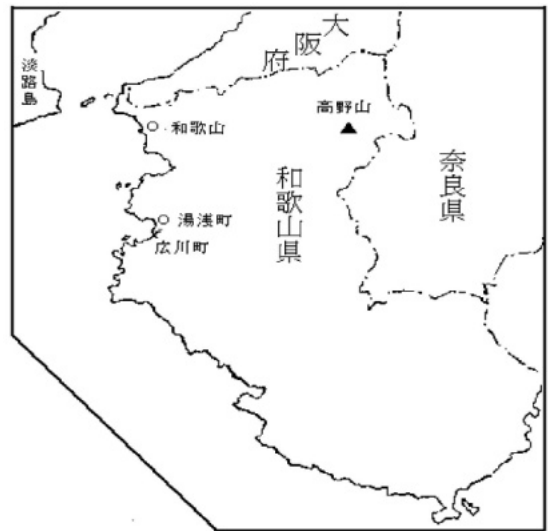 大阪府
淡路島
高野山
和歌山
奈良県
和歌山県
湯浅町
広川町